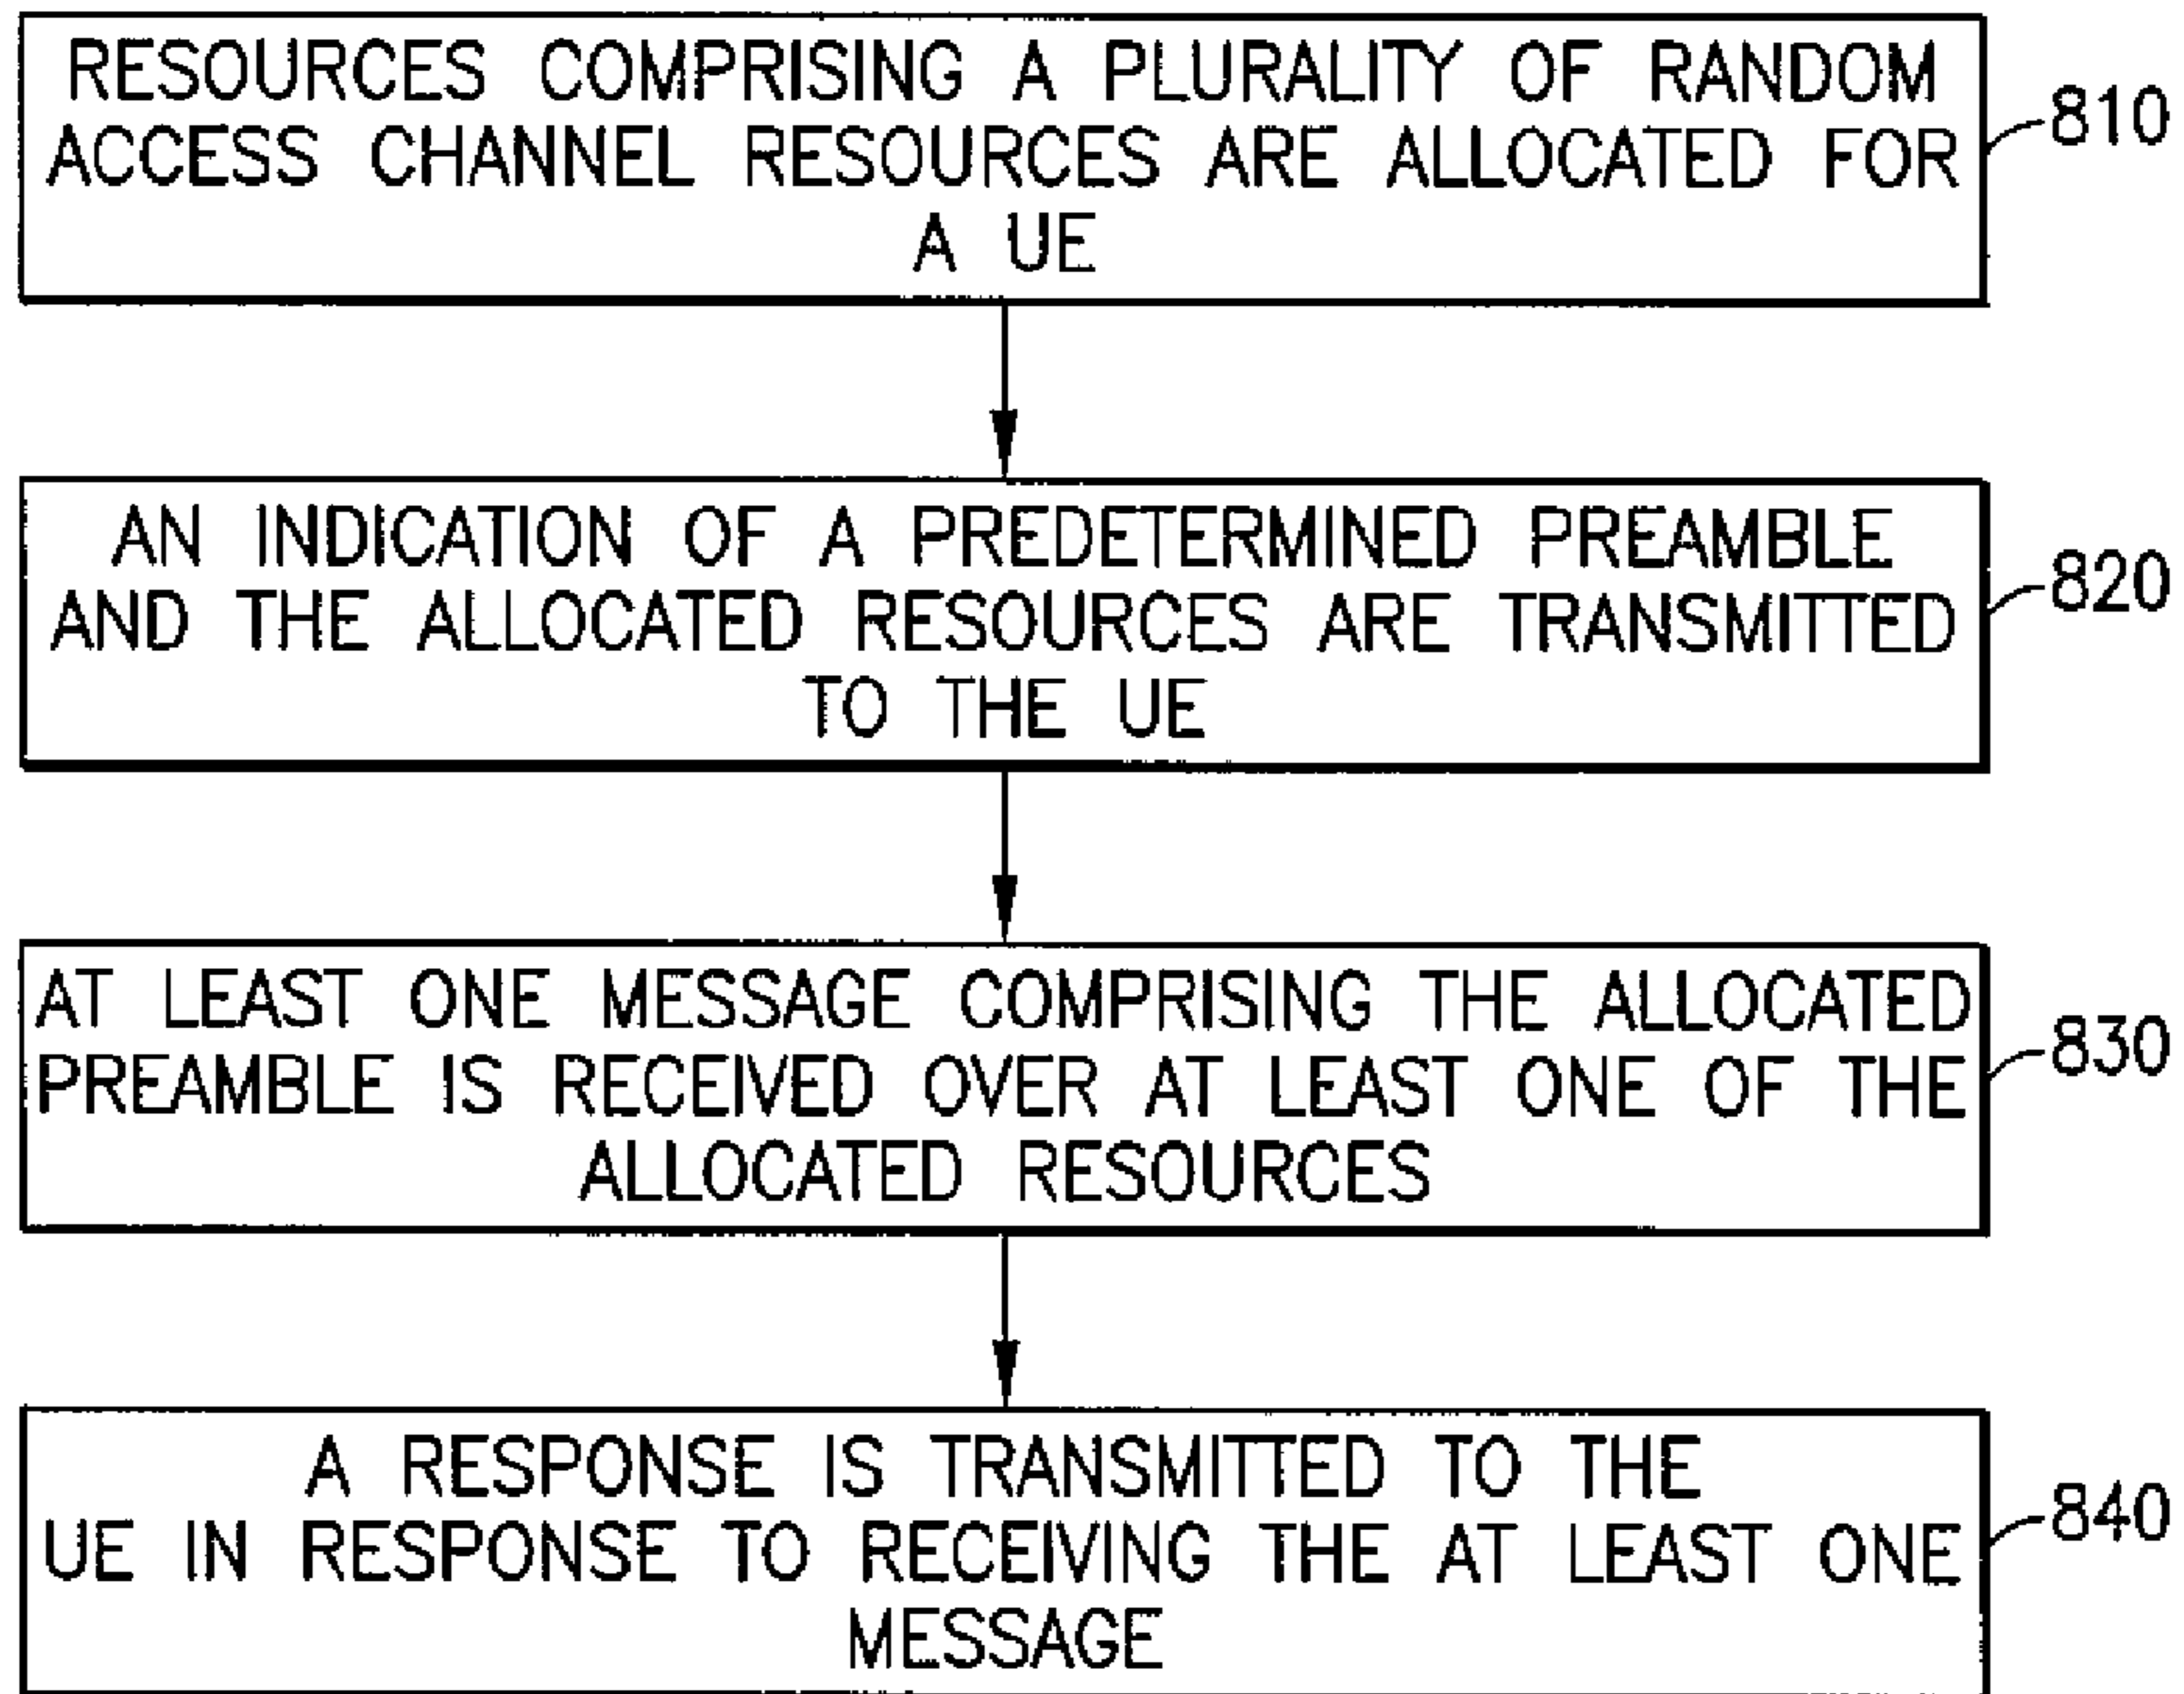 RESOURCES COMPRISING A PLURALITY OF RANDOM
ACCESS CHANNEL RESOURCES ARE ALLOCATED FOR
A UE
810
AN INDICATION OF A PREDETERMINED PREAMBLE
AND THE ALLOCATED RESOURCES ARE TRANSMITTED
TO THE UE
820
AT LEAST ONE MESSAGE COMPRISING THE ALLOCATED
PREAMBLE IS RECEIVED OVER AT LEAST ONE OF THE
ALLOCATED RESOURCES
830
A RESPONSE IS TRANSMITTED TO THE
UE IN RESPONSE TO RECEIVING THE AT LEAST ONE
MESSAGE
840